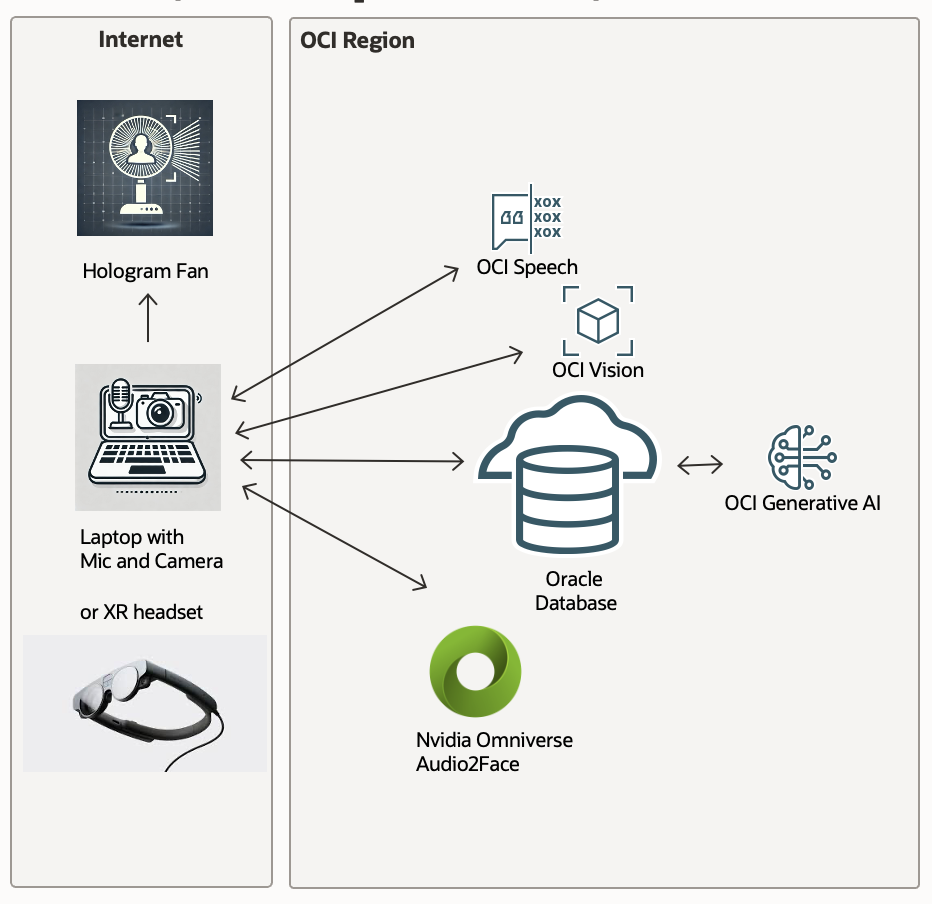 Internet
OCI Region
Hologram Fan
xox
xox
xox
OCI Speech
OCI Vision
OCI Generative AI
Laptop with
Mic and Camera
or XR headset
Oracle
Database
Nvidia Omniverse
Audio2Face